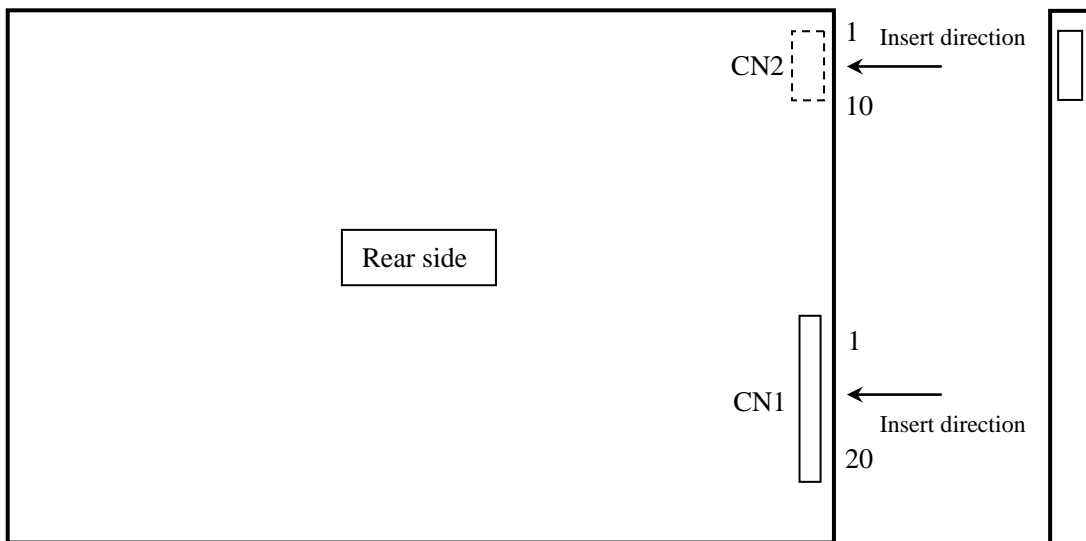 1
Insert direction
CN2
10
Rear side
1
CN1
Insert direction
20